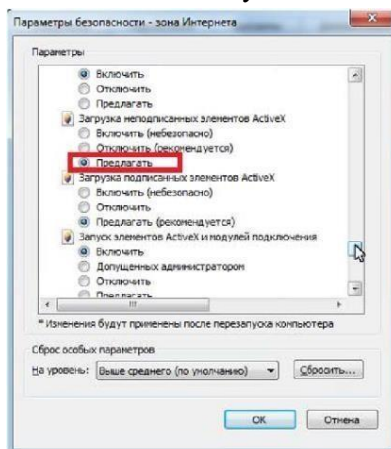 Параметры безопасности - зона Интернета
Параметры
Включить
Отключить
Предлагать
Загрузка неподписанных элементов ActiveX
Включить (небезопасно)
Отключить (рекомендуется)
Предлагать
Загрузка подписанных элементов ActiveX
Включить (небезопасно)
Отключить
Предлагать (рекомендуется)
Запуск элементов ActiveX и модулей подключения
Включить
Допущенных администратором
Отключить
Предлагать
* Изменения будут применены после перезапуска компьютера
Сброс особых параметров
На уровень: Выше среднего (по умолчанию) Сбросить...
ОК Отмена